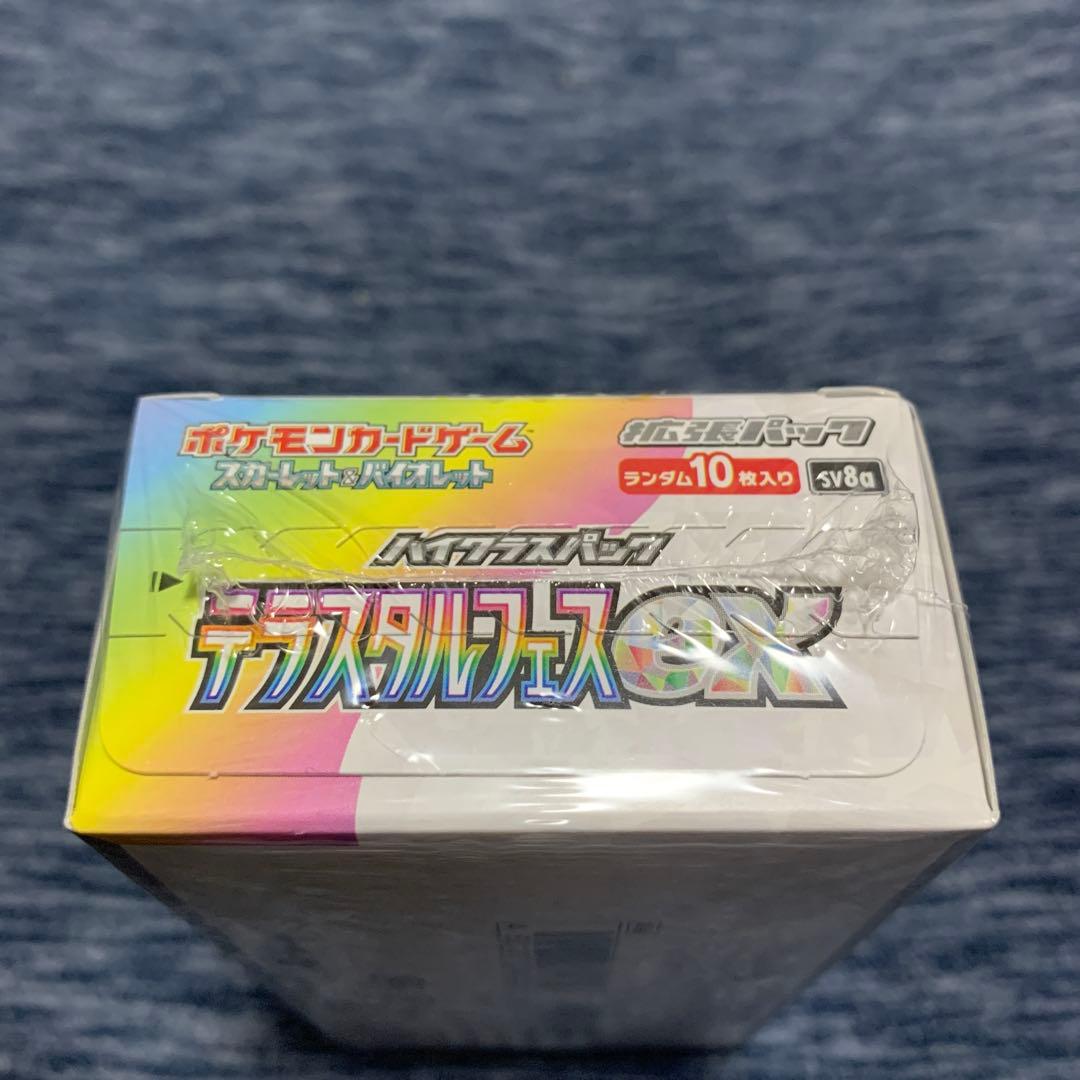 ポケモンカードゲーム
スカーレット&バイオレット
拡張パック
ランダム10枚入り
sv8a
ハイクラスパック
テラスタルフェスex